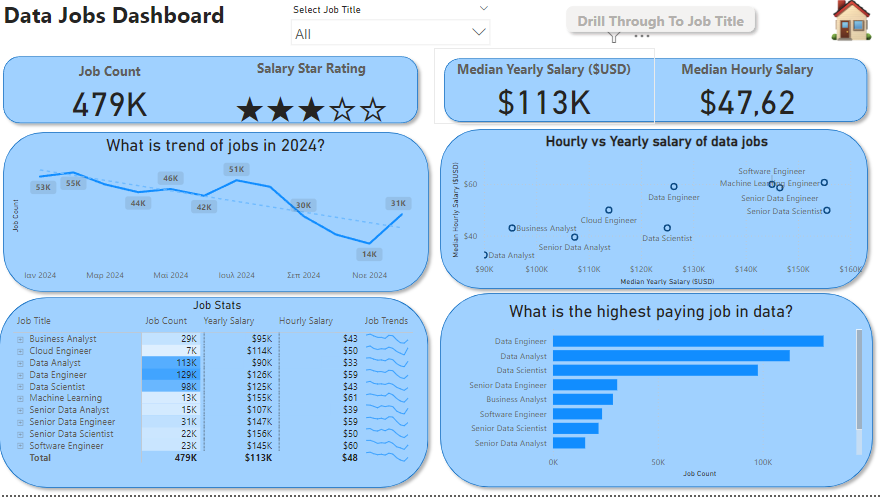 Data Jobs Dashboard
Select Job Title
All
Drill Through To Job Title
Job Count
479K
Salary Star Rating
Median Yearly Salary ($USD)
$113K
Median Hourly Salary
$47,62
What is trend of jobs in 2024?
Job Count
53K
55K
44K
46K
42K
51K
30K
14K
31K
Ιαν 2024
Μαρ 2024
Μαϊ 2024
Ιουλ 2024
Σεπ 2024
Νοε 2024
Hourly vs Yearly salary of data jobs
Median Hourly Salary ($USD)
$60
$40
Software Engineer
Machine Learning Engineer
Data Engineer
Senior Data Engineer
Senior Data Scientist
Cloud Engineer
Business Analyst
Data Scientist
Senior Data Analyst
Data Analyst
$90K $100K $110K $120K $130K $140K $150K $160K
Median Yearly Salary ($USD)
Job Stats
Job Title Job Count Yearly Salary Hourly Salary Job Trends
Business Analyst 29K $95K $43
Cloud Engineer 7K $114K $50
Data Analyst 113K $90K $33
Data Engineer 129K $126K $59
Data Scientist 98K $125K $43
Machine Learning 13K $155K $61
Senior Data Analyst 15K $107K $39
Senior Data Engineer 31K $147K $59
Senior Data Scientist 22K $156K $50
Software Engineer 23K $145K $60
Total 479K $113K $48
What is the highest paying job in data?
Data Engineer
Data Analyst
Data Scientist
Senior Data Engineer
Business Analyst
Software Engineer
Senior Data Scientist
Senior Data Analyst
0K 50K 100K
Job Count